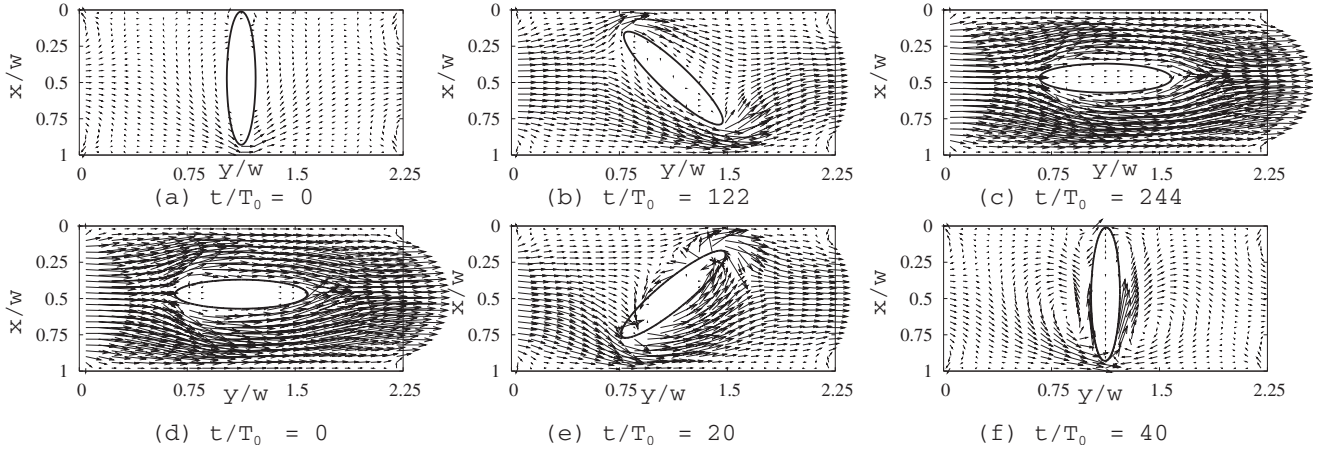 0 0 0
0.25 0.25 0.25
x/w 0.5 x/w 0.5 x/w 0.5
0.75 0.75 0.75
1 1 1
0 0.75 y/w 1.5 2.25 0 0.75 y/w 1.5 2.25 0 0.75 y/w 1.5 2.25
(a) t/T₀ = 0 (b) t/T₀ = 122 (c) t/T₀ = 244
0 0 0
0.25 0.25 0.25
x/w 0.5 x/w 0.5 x/w 0.5
0.75 0.75 0.75
1 1 1
0 0.75 y/w 1.5 2.25 0 0.75 y/w 1.5 2.25 0 0.75 y/w 1.5 2.25
(d) t/T₀ = 0 (e) t/T₀ = 20 (f) t/T₀ = 40